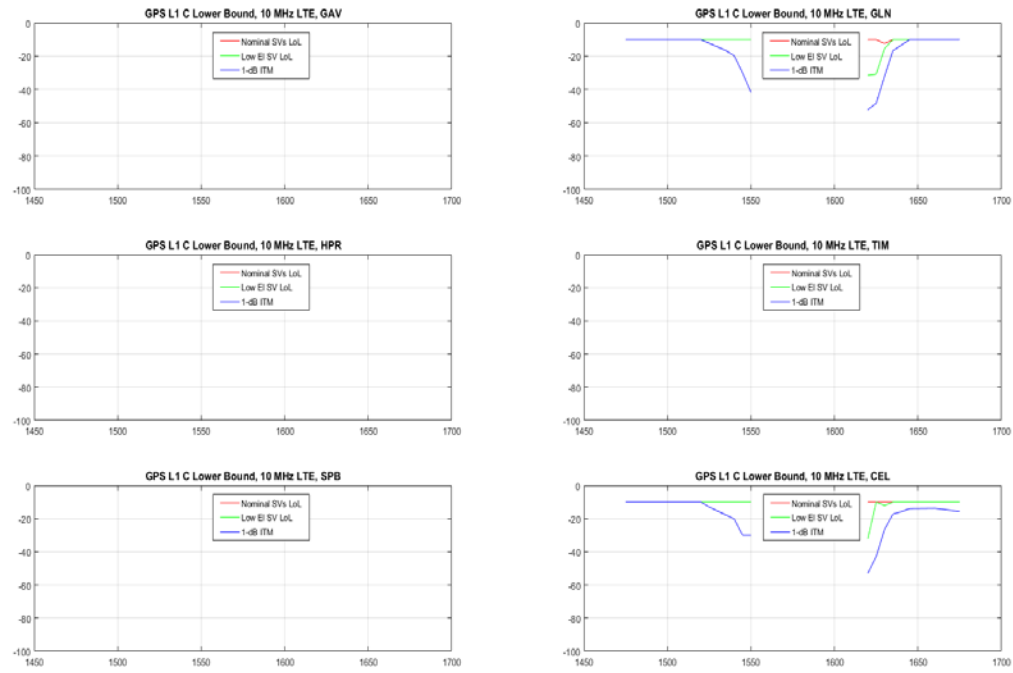 GPS L1 C Lower Bound, 10 MHz LTE, GAV
0
-20
-40
-60
-80
-100
1450 1500 1550 1600 1650 1700
Nominal SVs LoL
Low El SV LoL
1-dB ITM
GPS L1 C Lower Bound, 10 MHz LTE, GLN
0
-20
-40
-60
-80
-100
1450 1500 1550 1600 1650 1700
Nominal SVs LoL
Low El SV LoL
1-dB ITM
GPS L1 C Lower Bound, 10 MHz LTE, HPR
0
-20
-40
-60
-80
-100
1450 1500 1550 1600 1650 1700
Nominal SVs LoL
Low El SV LoL
1-dB ITM
GPS L1 C Lower Bound, 10 MHz LTE, TIM
0
-20
-40
-60
-80
-100
1450 1500 1550 1600 1650 1700
Nominal SVs LoL
Low El SV LoL
1-dB ITM
GPS L1 C Lower Bound, 10 MHz LTE, SPB
0
-20
-40
-60
-80
-100
1450 1500 1550 1600 1650 1700
Nominal SVs LoL
Low El SV LoL
1-dB ITM
GPS L1 C Lower Bound, 10 MHz LTE, CEL
0
-20
-40
-60
-80
-100
1450 1500 1550 1600 1650 1700
Nominal SVs LoL
Low El SV LoL
1-dB ITM